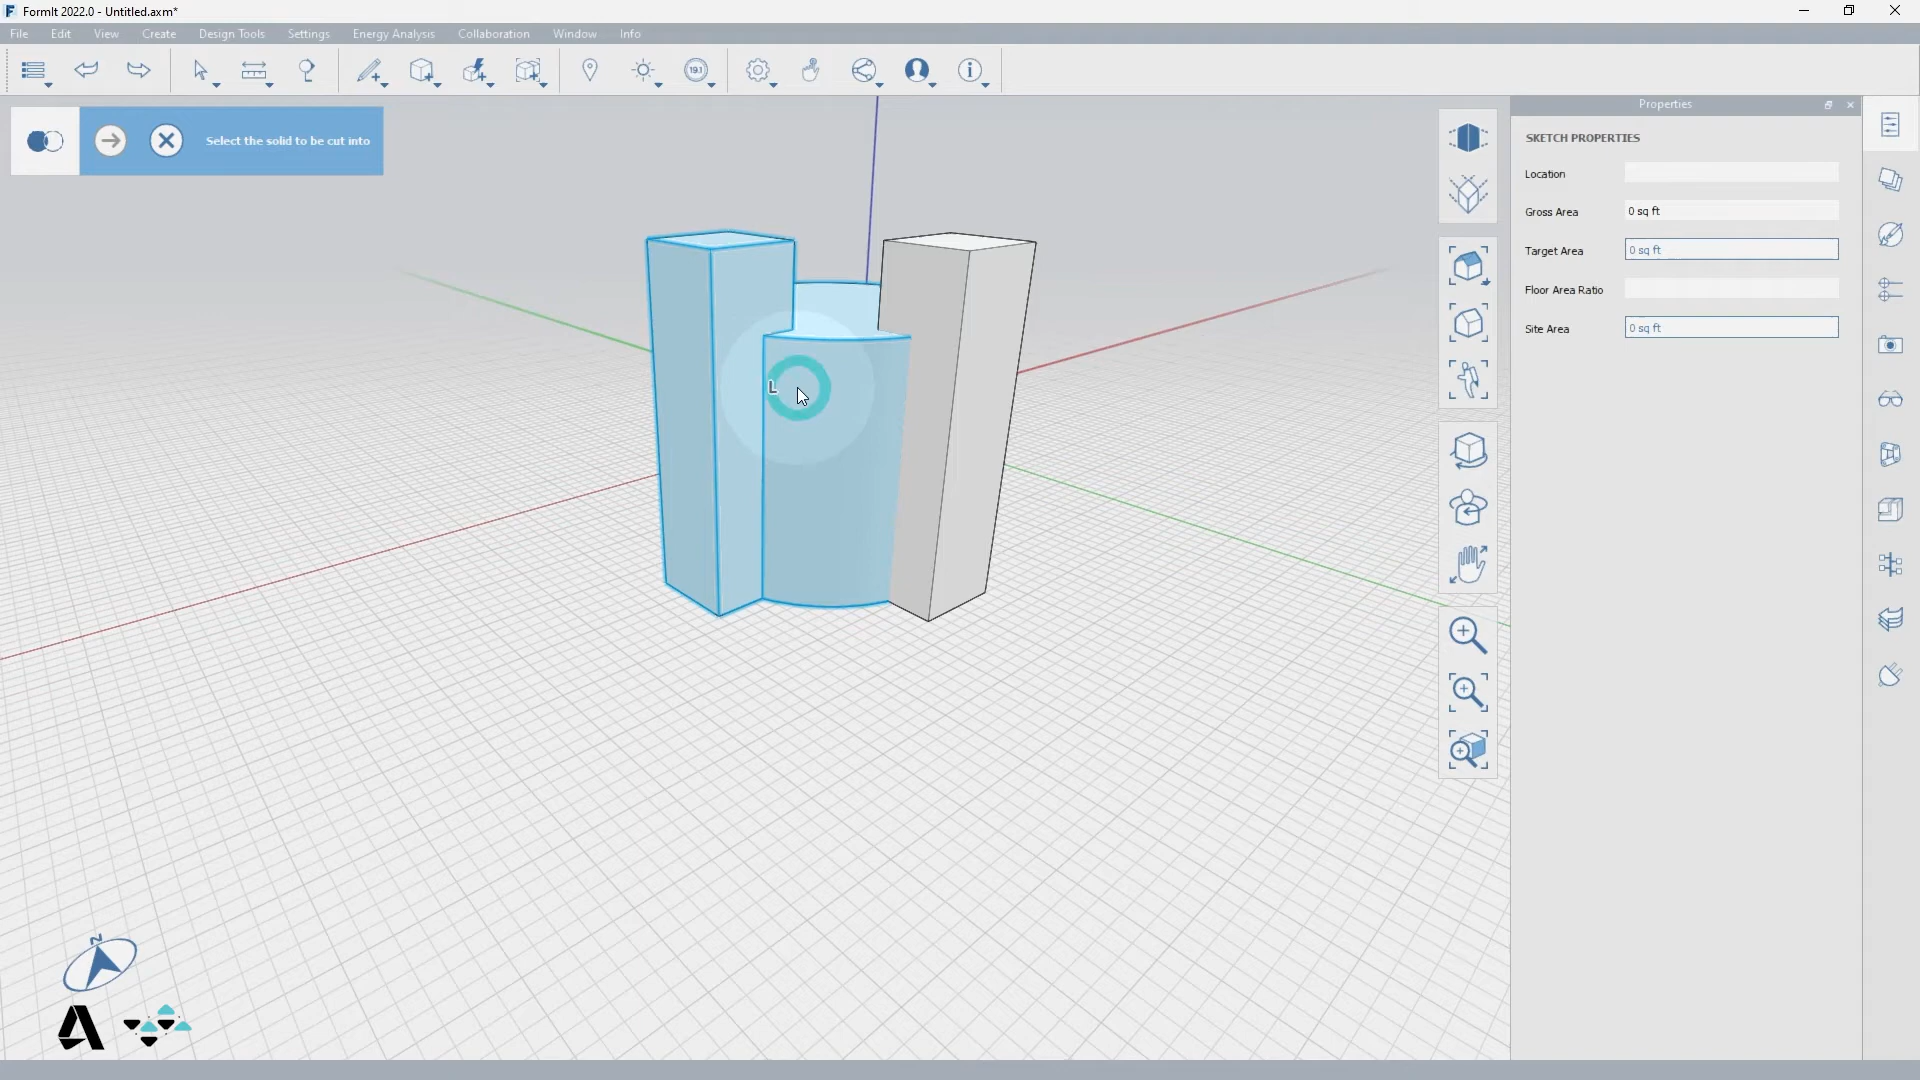 FormIt 2022.0 - Untitled.axm*
File Edit View Create Design Tools Settings Energy Analysis Collaboration Window Info
19.1
Properties
Select the solid to be cut into
SKETCH PROPERTIES
Location
Gross Area 0 sq ft
Target Area 0 sq ft
Floor Area Ratio
Site Area 0 sq ft
L
N